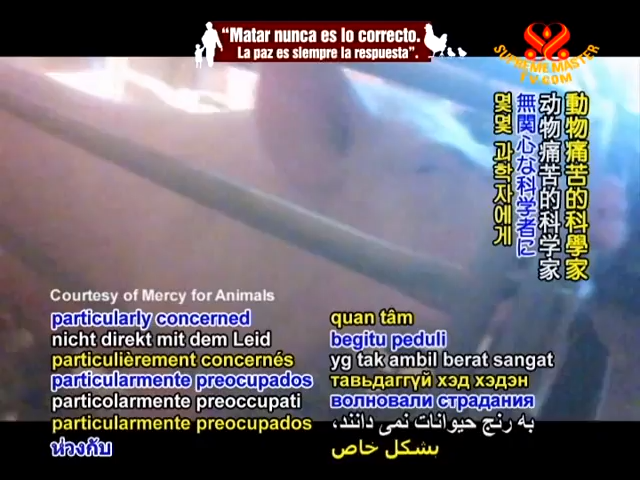 “Matar nunca es lo correcto.
La paz es siempre la respuesta”.
SUPREME MASTER
TV.COM
動物痛苦的科學家
动物痛苦的科学家
無関心な科学者に
몇몇 과학자에게
Courtesy of Mercy for Animals
particularly concerned
nicht direkt mit dem Leid
particulièrement concernés
particularmente preocupados
particolarmente preoccupati
particularmente preocupados
ห่วงกับ
quan tâm
begitu peduli
yg tak ambil berat sangat
тавьдаггүй хэд хэдэн
волновали страдания
به رنج حیوانات نمی دانند،
بشكل خاص